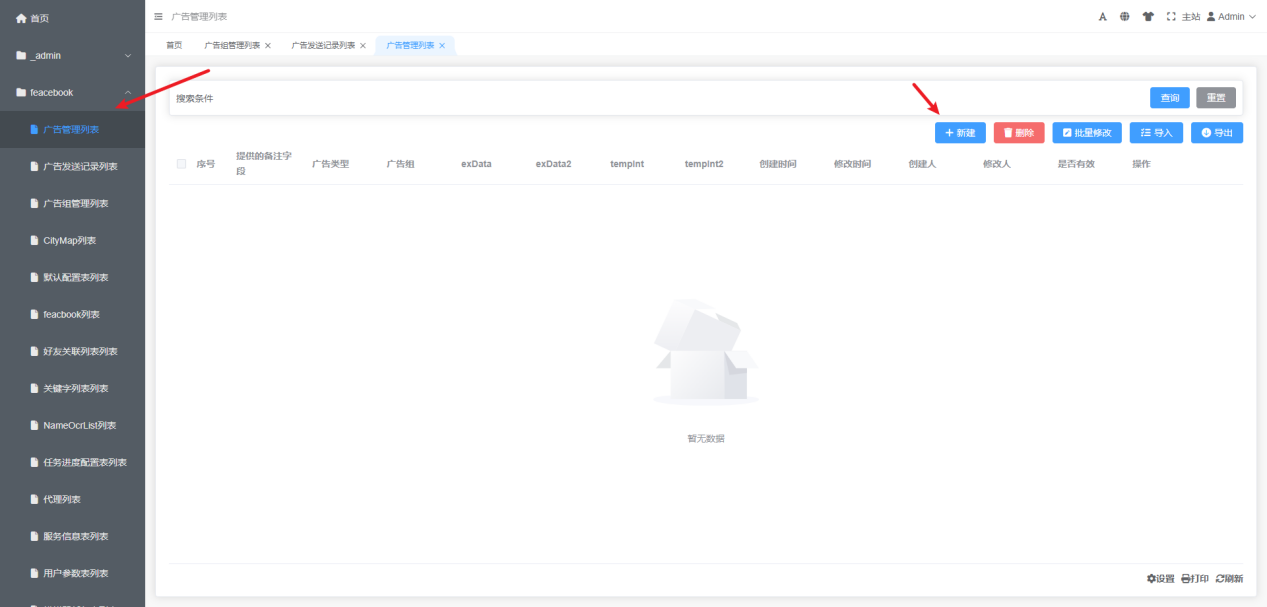 首页
_admin
feacebook
广告管理列表
广告发送记录列表
广告组管理列表
CityMap列表
默认配置表列表
feacbook列表
好友关联列表列表
关键字列表列表
NameOcrList列表
任务进度配置表列表
代理列表
服务信息表列表
用户参数表列表
广告管理列表
A 主站 Admin
首页 广告组管理列表 × 广告发送记录列表 × 广告管理列表 ×
搜索条件 查询 重置
+ 新建 删除 批量修改 导入 导出
序号 提供的备注字段 广告类型 广告组 exData exData2 tempInt tempInt2 创建时间 修改时间 创建人 修改人 是否有效 操作
暂无数据
设置 打印 刷新